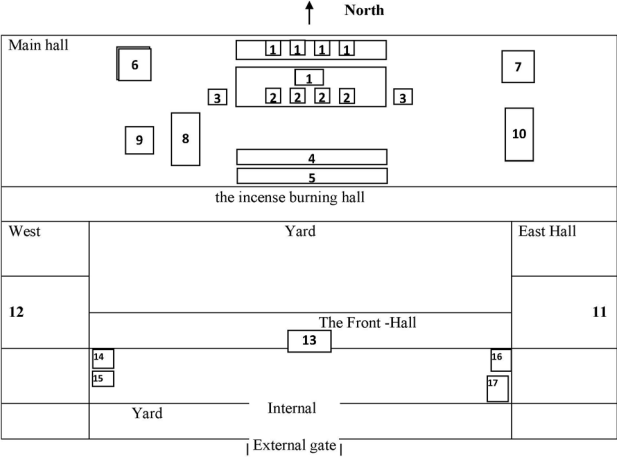 North
Main hall
1 1 1 1
6
7
1
3 2 2 2 2 3
9 8 10
4
5
the incense burning hall
West Yard East Hall
12 11
The Front -Hall
13
14 16
15 17
Yard Internal
External gate